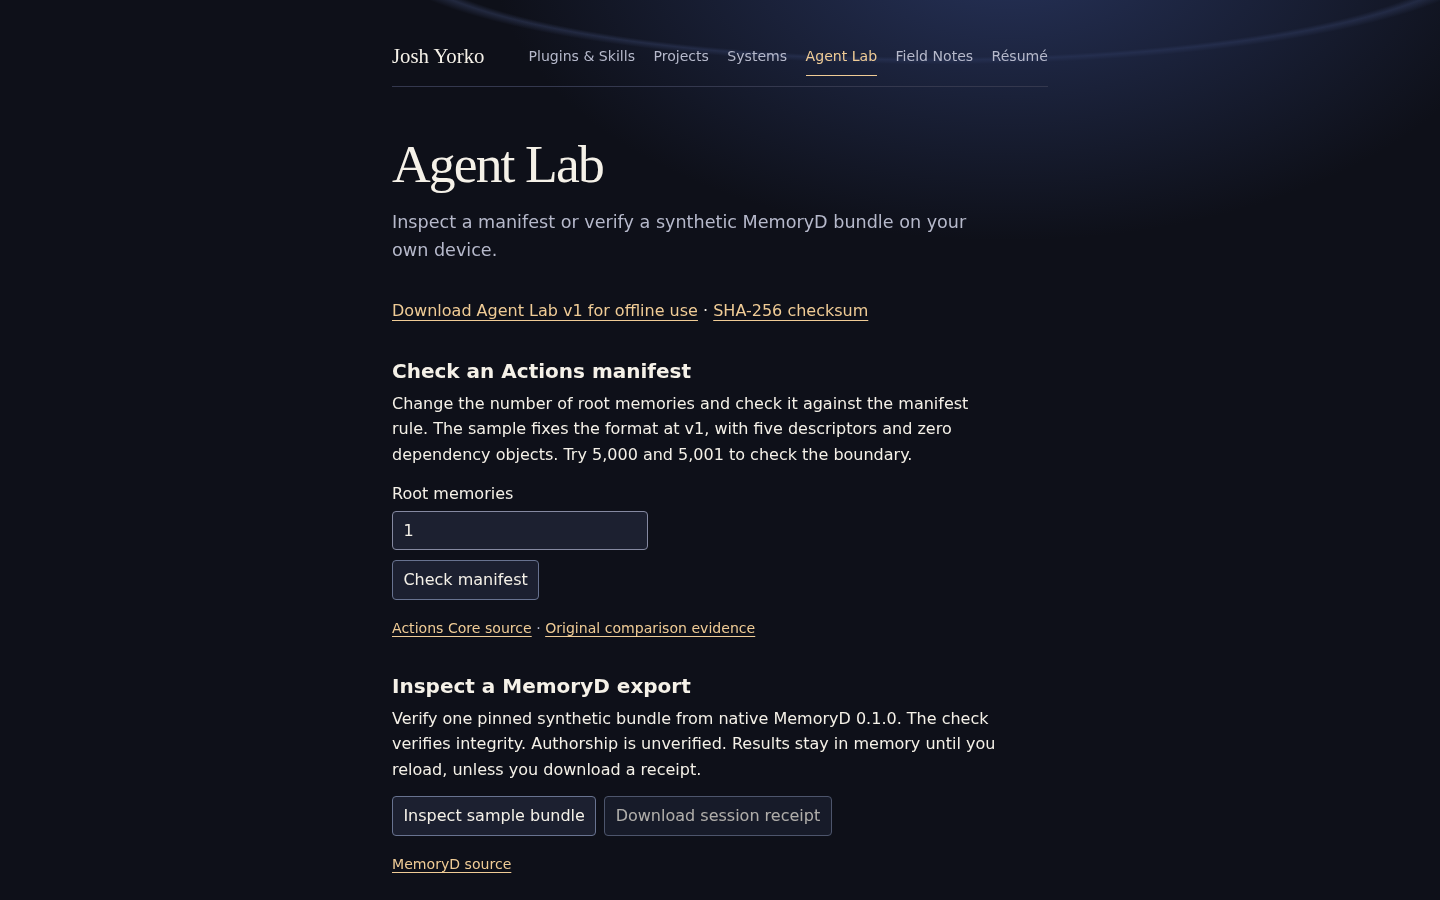 Josh Yorko
Plugins & Skills
Projects
Systems
Agent Lab
Field Notes
Résumé
Agent Lab
Inspect a manifest or verify a synthetic MemoryD bundle on your
own device.
Download Agent Lab v1 for offline use · SHA-256 checksum
Check an Actions manifest
Change the number of root memories and check it against the manifest
rule. The sample fixes the format at v1, with five descriptors and zero
dependency objects. Try 5,000 and 5,001 to check the boundary.
Root memories
1
Check manifest
Actions Core source · Original comparison evidence
Inspect a MemoryD export
Verify one pinned synthetic bundle from native MemoryD 0.1.0. The check
verifies integrity. Authorship is unverified. Results stay in memory until you
reload, unless you download a receipt.
Inspect sample bundle
Download session receipt
MemoryD source